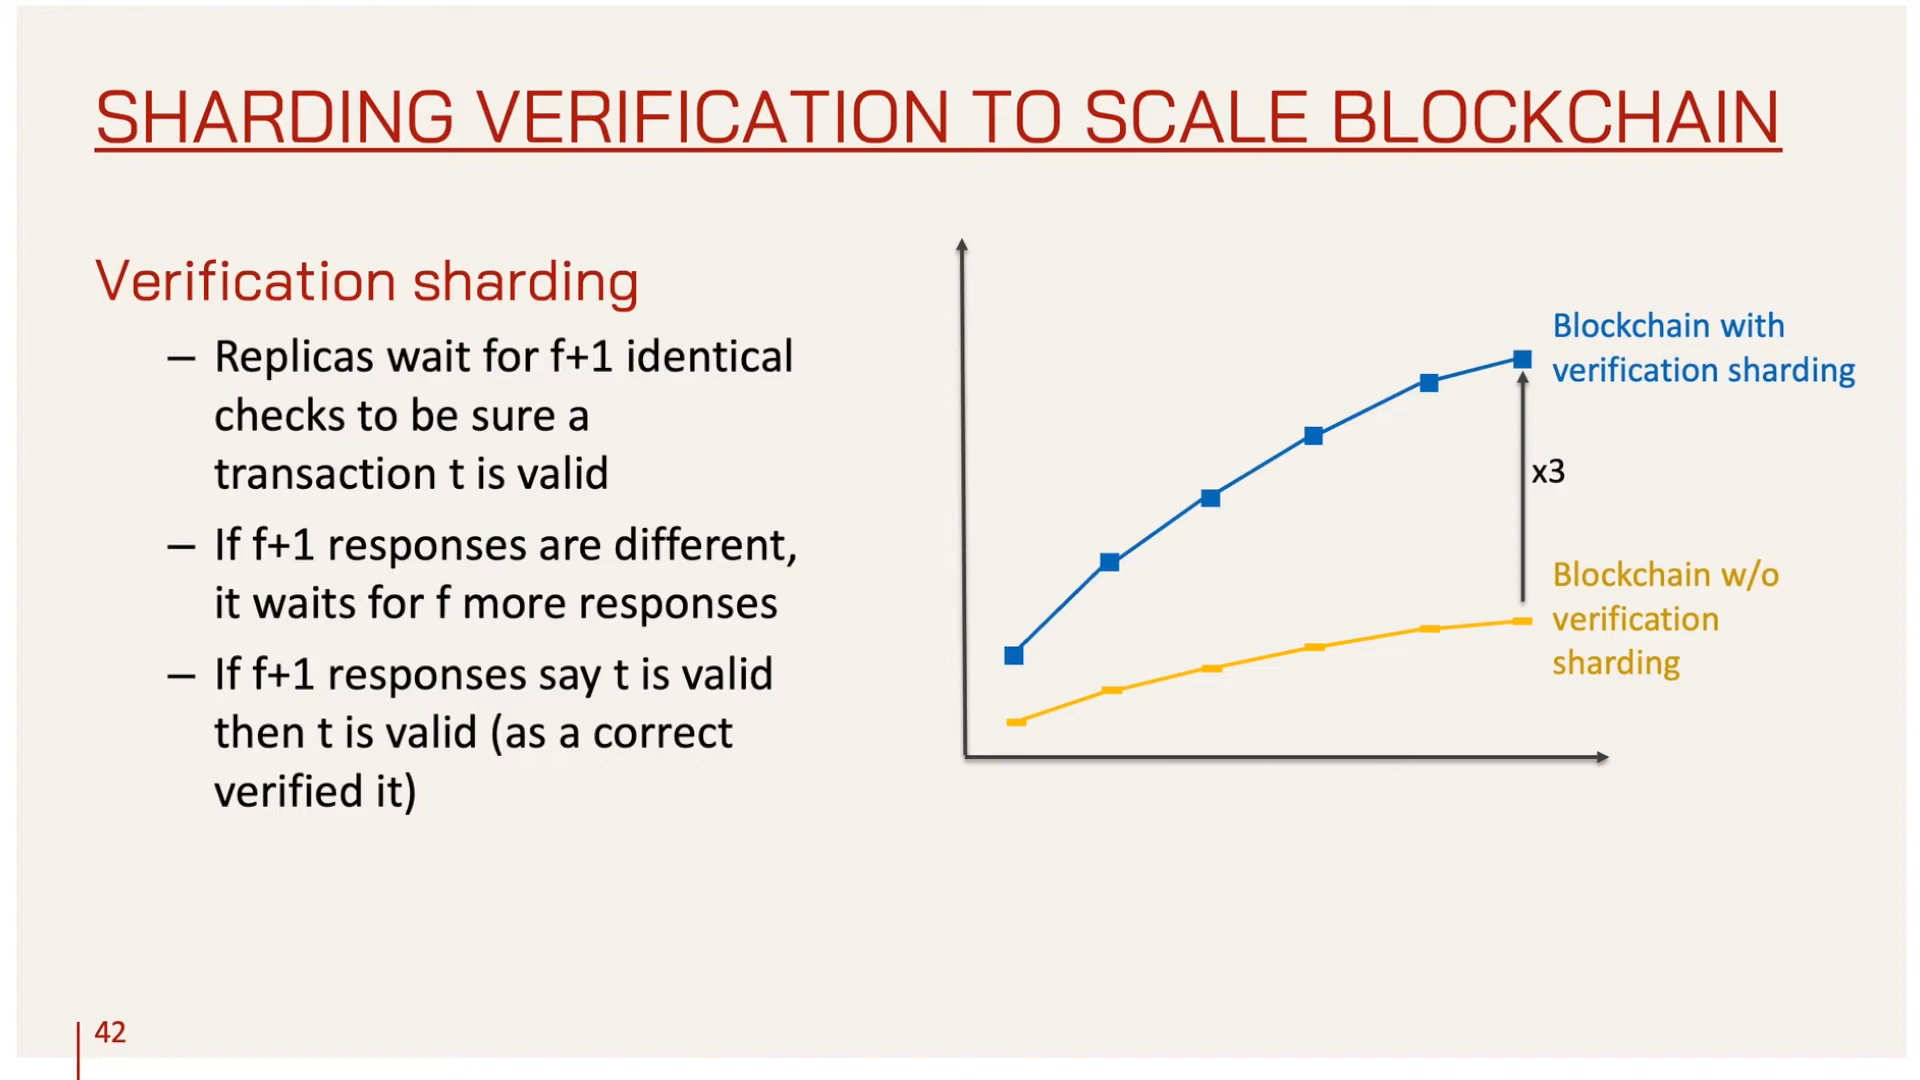 SHARDING VERIFICATION TO SCALE BLOCKCHAIN
Verification sharding
– Replicas wait for f+1 identical
checks to be sure a
transaction t is valid
– If f+1 responses are different,
it waits for f more responses
– If f+1 responses say t is valid
then t is valid (as a correct
verified it)
Blockchain with
verification sharding
x3
Blockchain w/o
verification
sharding
42